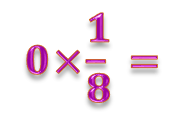 0 × 1/8 =